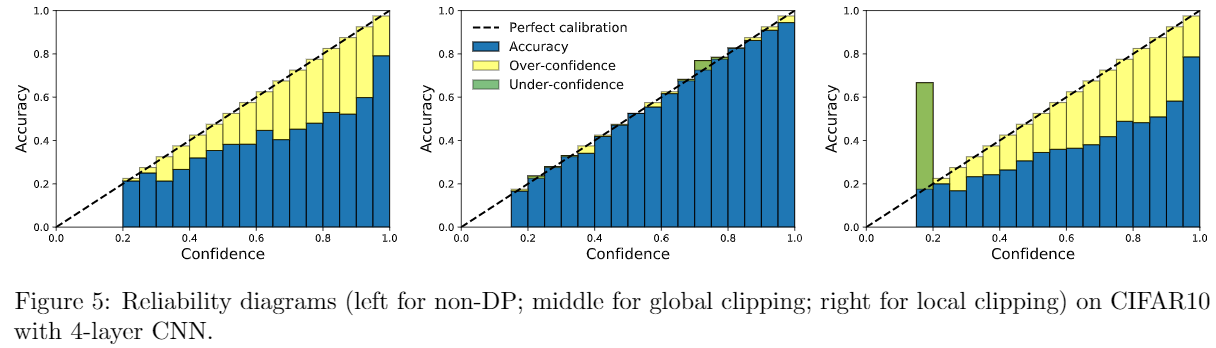 1.0
0.8
0.6
0.4
0.2
0.0
Accuracy
0.0 0.2 0.4 0.6 0.8 1.0
Confidence
1.0
0.8
0.6
0.4
0.2
0.0
Accuracy
Perfect calibration
Accuracy
Over-confidence
Under-confidence
0.0 0.2 0.4 0.6 0.8 1.0
Confidence
1.0
0.8
0.6
0.4
0.2
0.0
Accuracy
0.0 0.2 0.4 0.6 0.8 1.0
Confidence
Figure 5: Reliability diagrams (left for non-DP; middle for global clipping; right for local clipping) on CIFAR10
with 4-layer CNN.